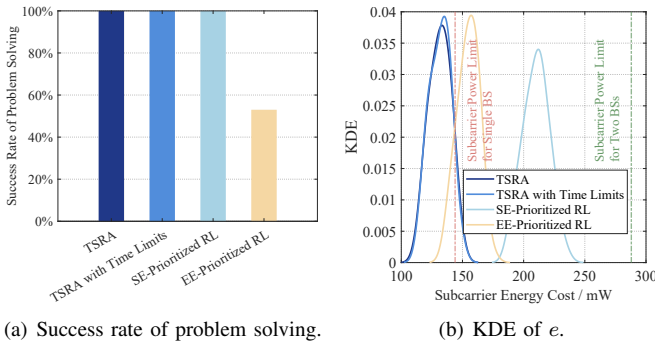 100%
80%
60%
40%
20%
0%
Success Rate of Problem Solving
TSRA
TSRA with Time Limits
SE-Prioritized RL
EE-Prioritized RL
(a) Success rate of problem solving.
0.04
0.035
0.03
0.025
0.02
0.015
0.01
0.005
0
KDE
Subcarrier Power Limit
for Single BS
Subcarrier Power Limit
for Two BSs
TSRA
TSRA with Time Limits
SE-Prioritized RL
EE-Prioritized RL
100
150
200
250
300
Subcarrier Energy Cost / mW
(b) KDE of e.